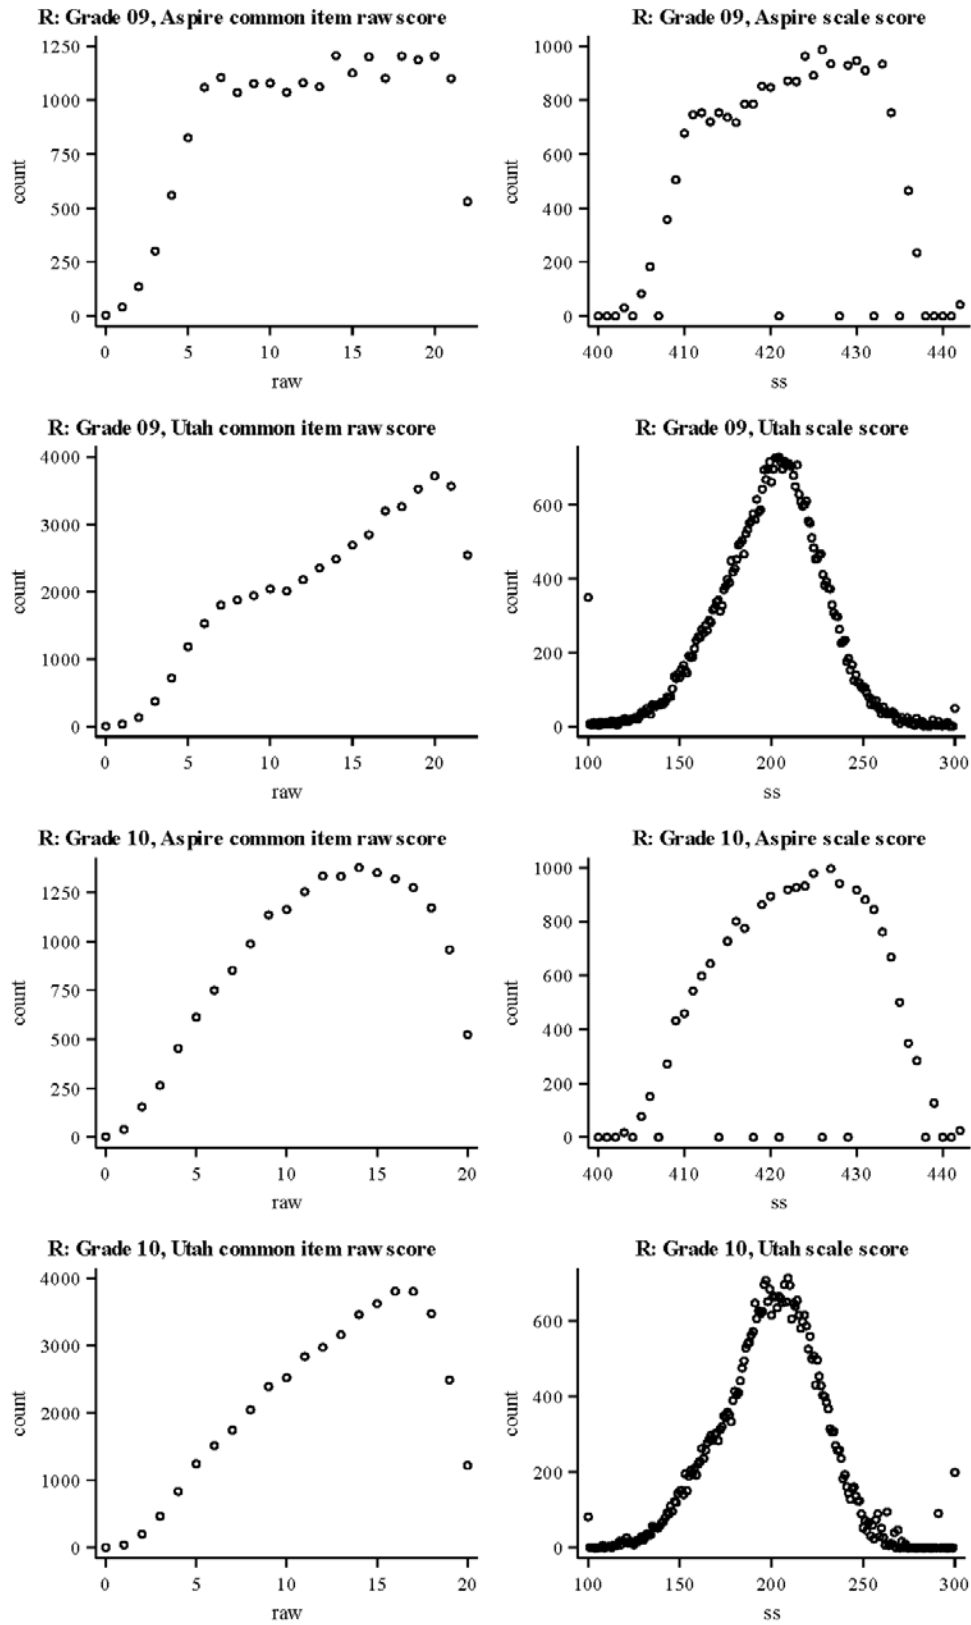 R: Grade 09, Aspire common item raw score
1250
1000
750
500
250
0
count
0 5 10 15 20
raw
R: Grade 09, Aspire scale score
1000
800
600
400
200
0
count
400 410 420 430 440
ss
R: Grade 09, Utah common item raw score
4000
3000
2000
1000
0
count
0 5 10 15 20
raw
R: Grade 09, Utah scale score
600
400
200
0
count
100 150 200 250 300
ss
R: Grade 10, Aspire common item raw score
1250
1000
750
500
250
0
count
0 5 10 15 20
raw
R: Grade 10, Aspire scale score
1000
800
600
400
200
0
count
400 410 420 430 440
ss
R: Grade 10, Utah common item raw score
4000
3000
2000
1000
0
count
0 5 10 15 20
raw
R: Grade 10, Utah scale score
600
400
200
0
count
100 150 200 250 300
ss